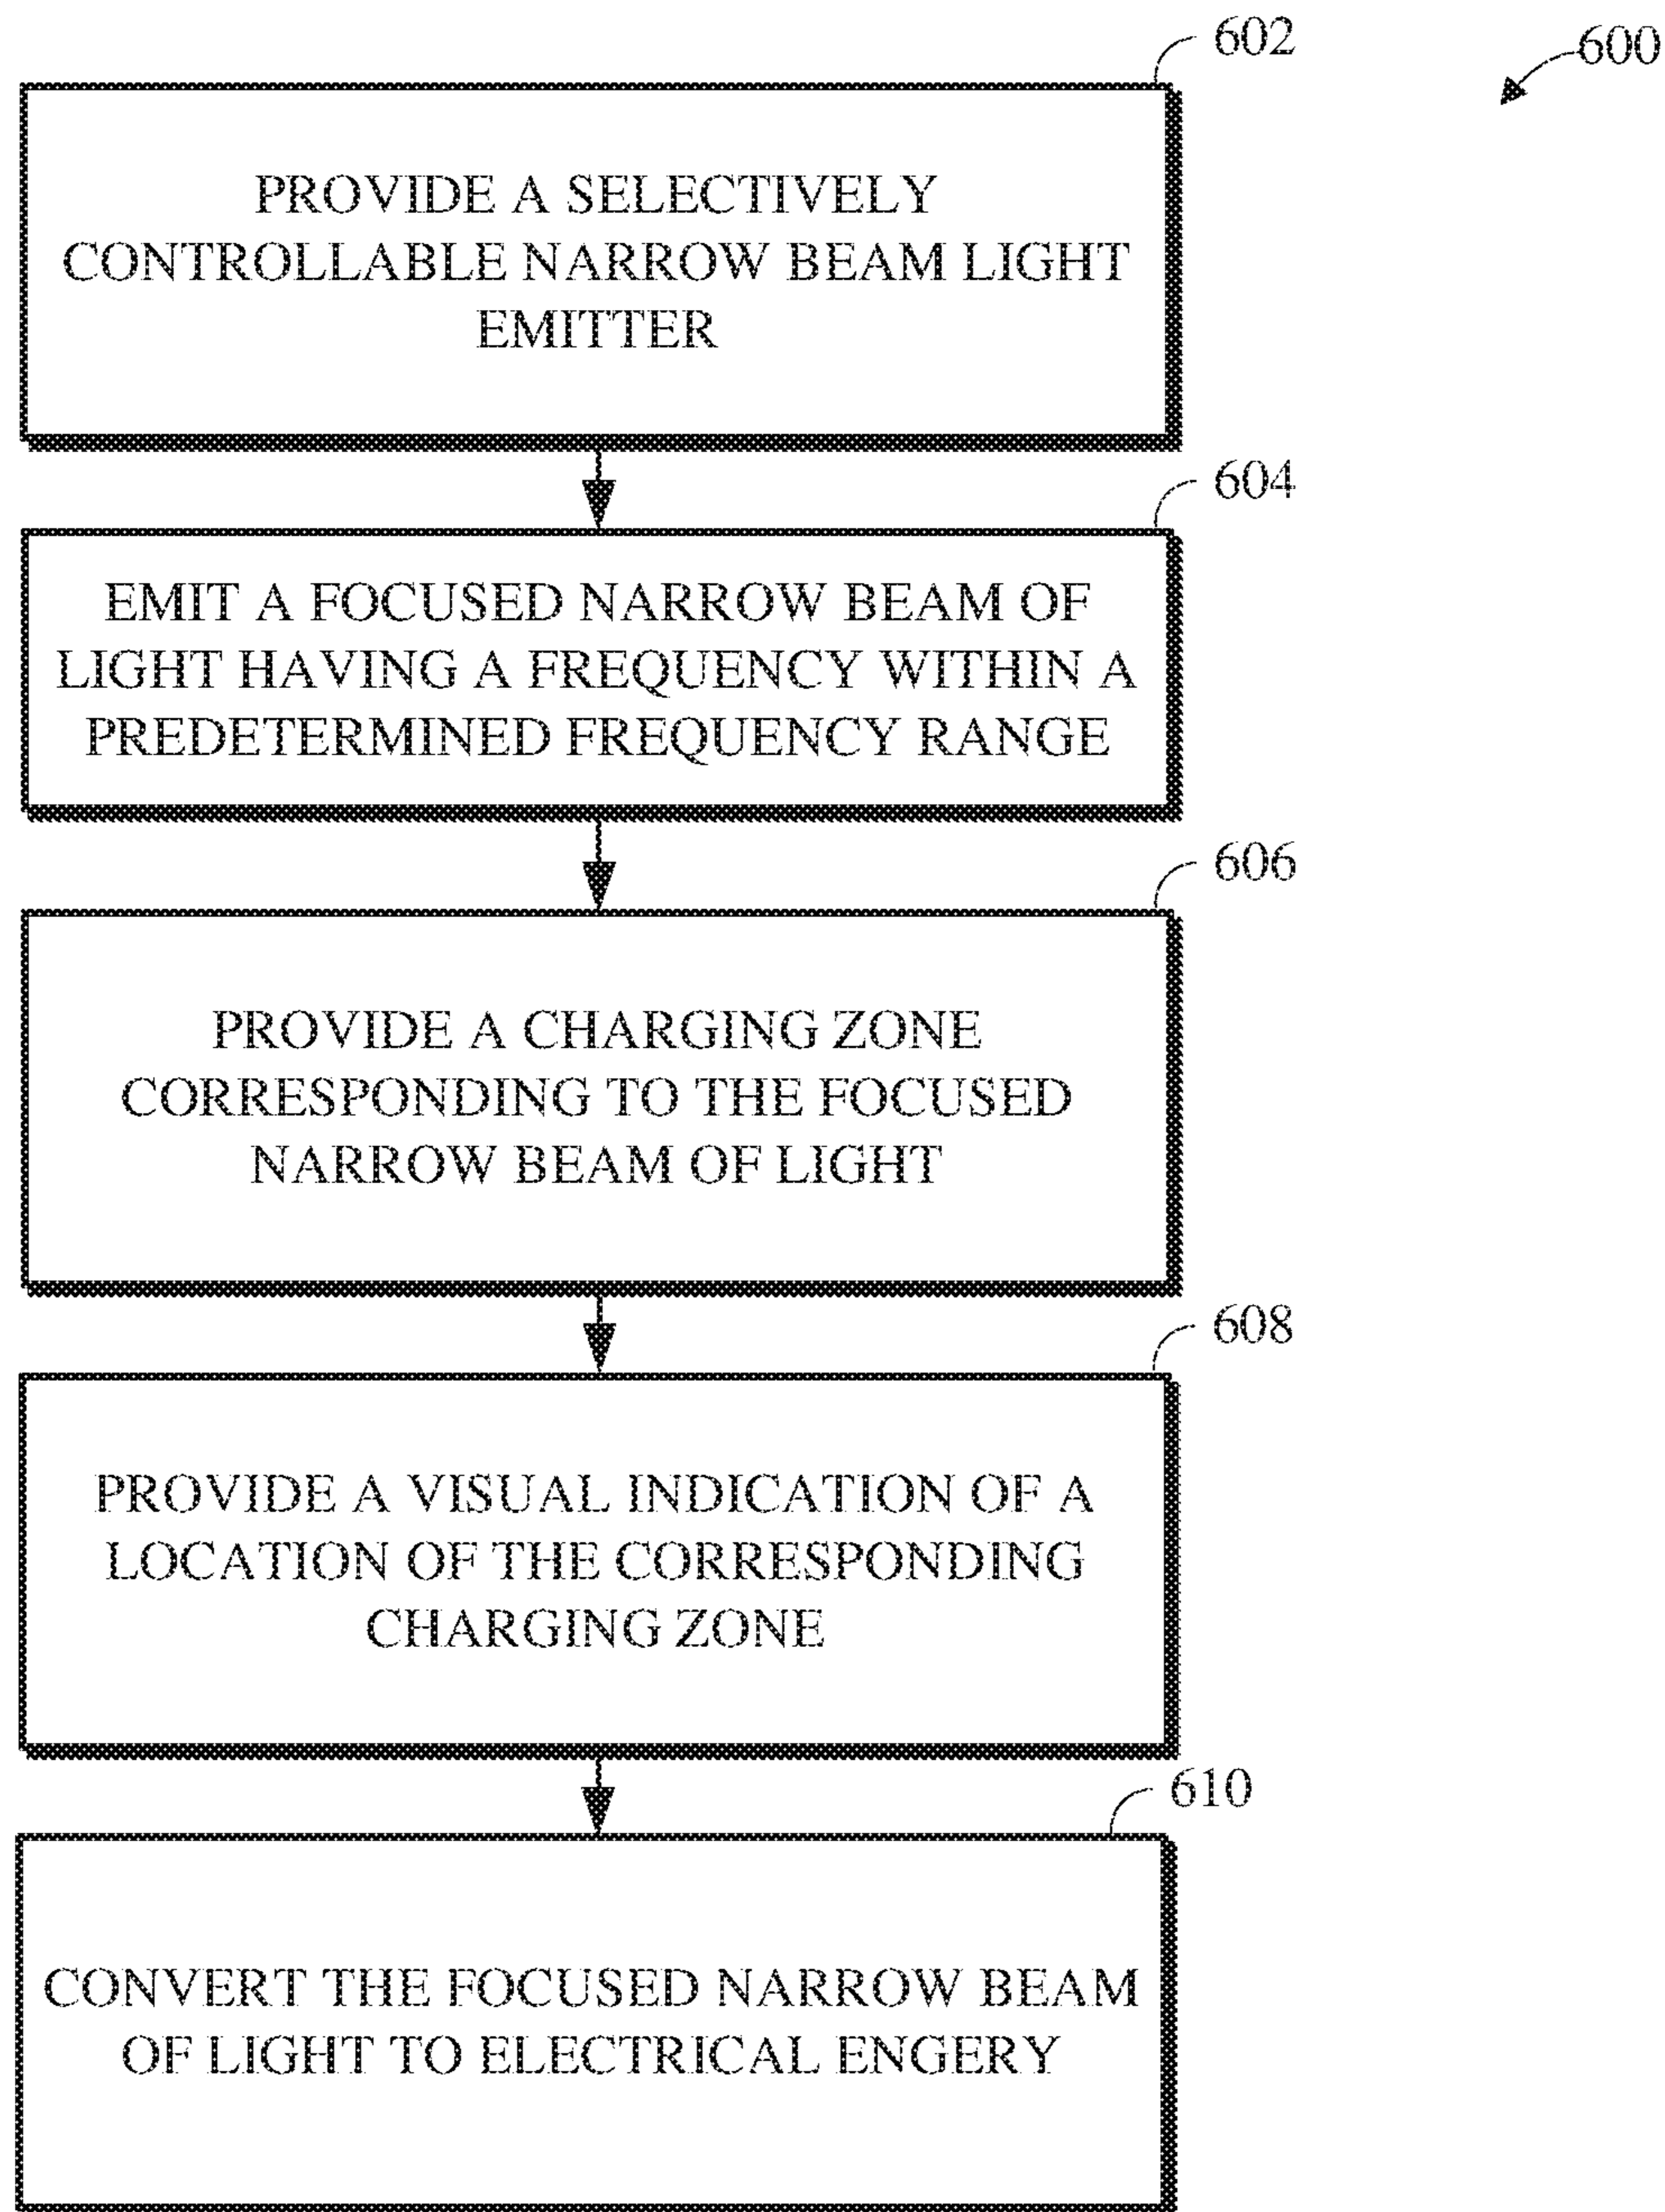 602
600
PROVIDE A SELECTIVELY
CONTROLLABLE NARROW BEAM LIGHT
EMITTER
604
EMIT A FOCUSED NARROW BEAM OF
LIGHT HAVING A FREQUENCY WITHIN A
PREDETERMINED FREQUENCY RANGE
606
PROVIDE A CHARGING ZONE
CORRESPONDING TO THE FOCUSED
NARROW BEAM OF LIGHT
608
PROVIDE A VISUAL INDICATION OF A
LOCATION OF THE CORRESPONDING
CHARGING ZONE
610
CONVERT THE FOCUSED NARROW BEAM
OF LIGHT TO ELECTRICAL ENGERY